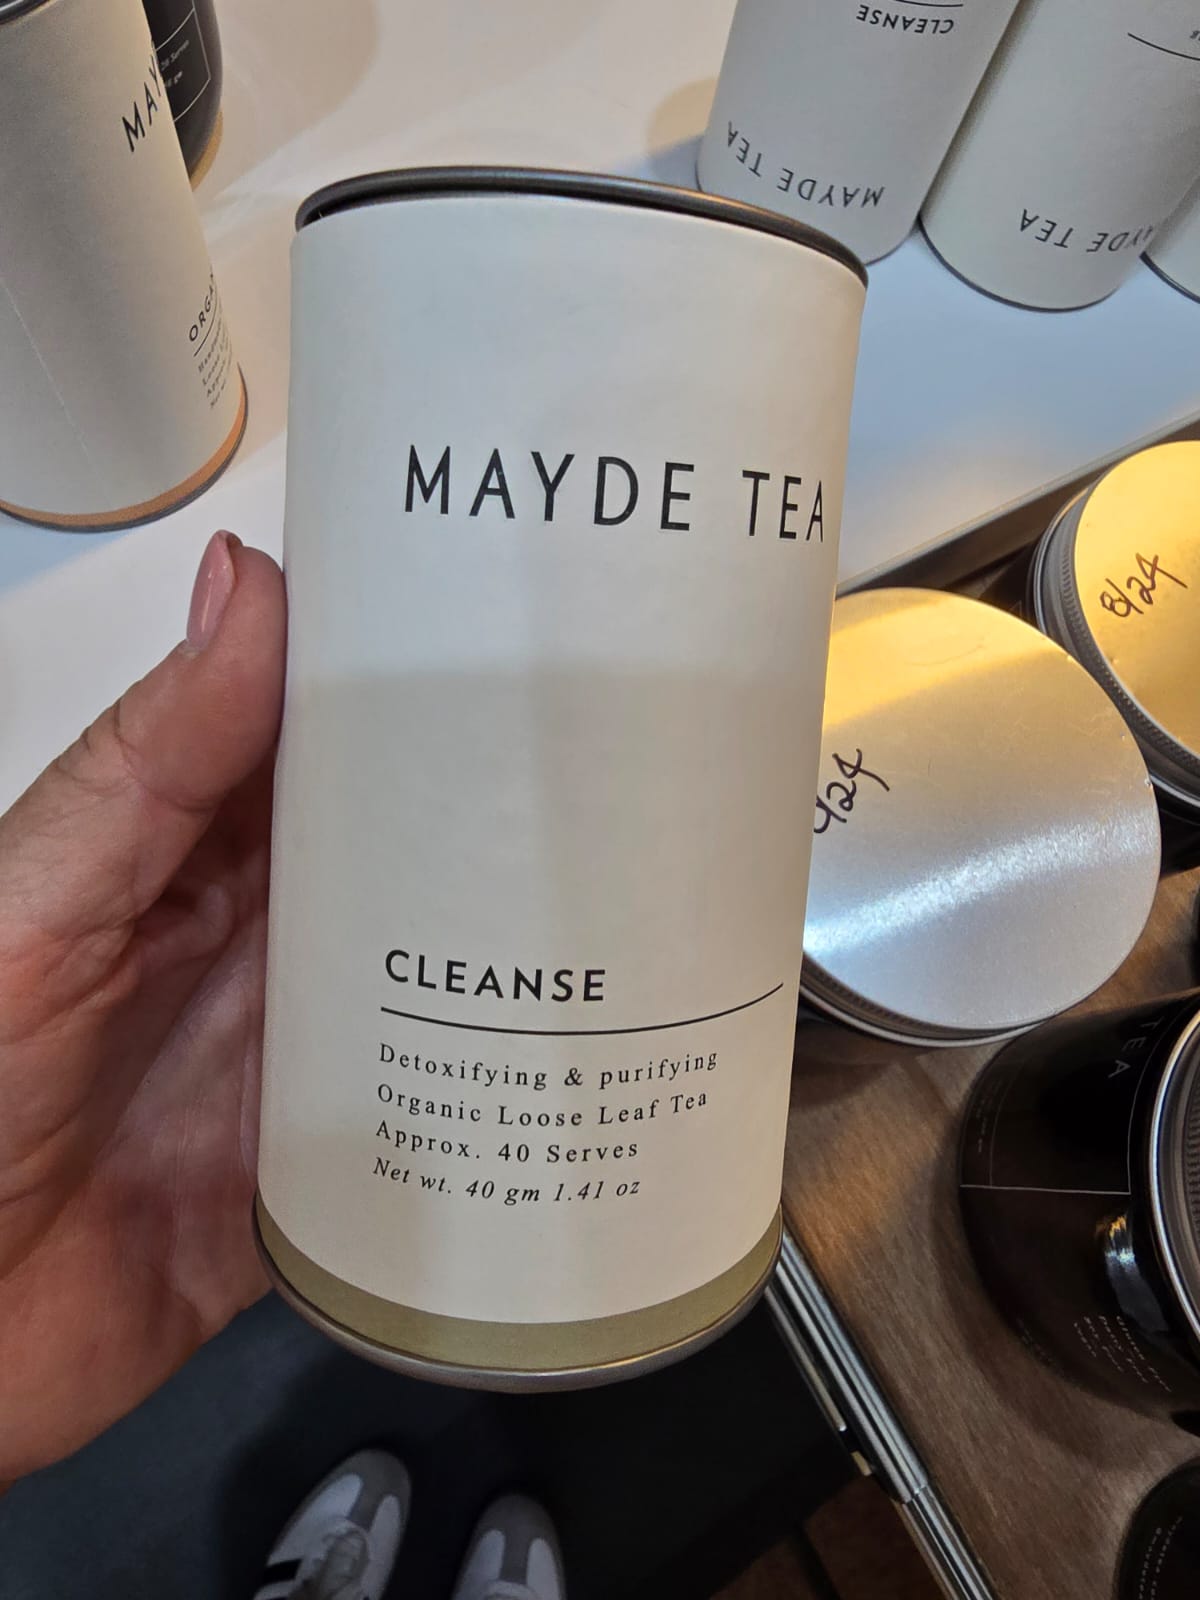 MAYDE TEA
CLEANSE
Detoxifying & purifying
Organic Loose Leaf Tea
Approx. 40 Serves
Net wt. 40 gm 1.41 oz
CLEANSE
MAYDE TEA
MAYDE TEA
8/24
TEA